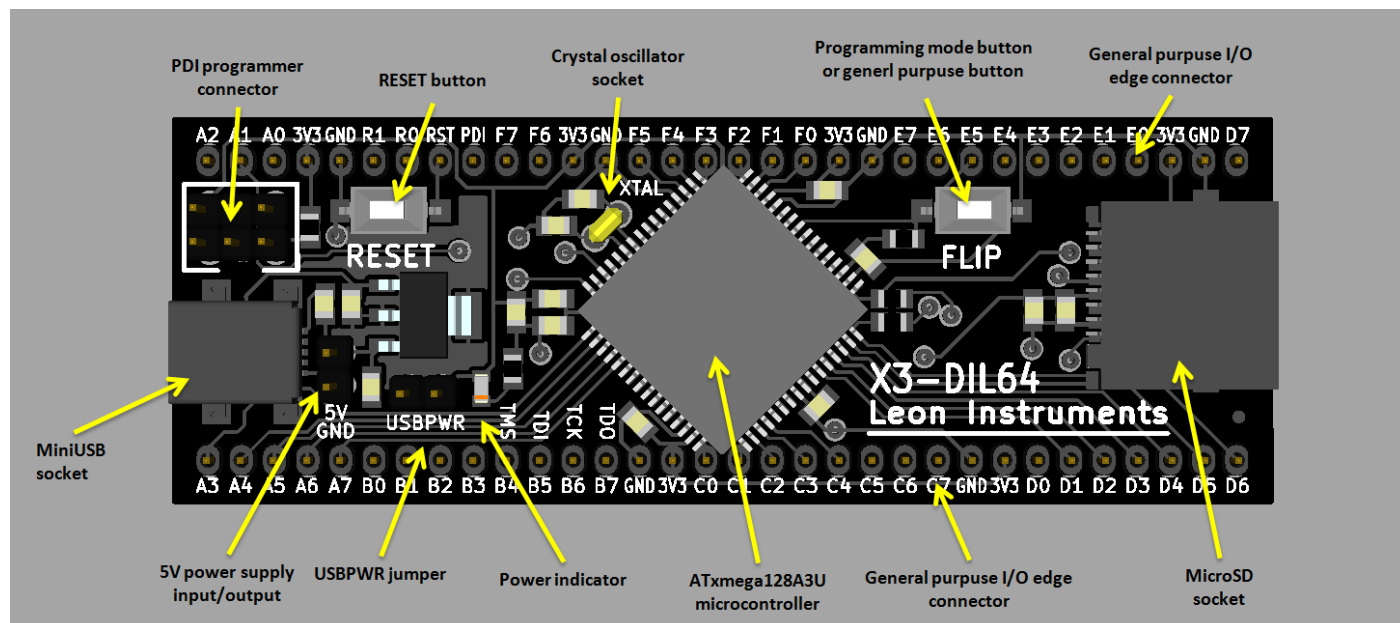 PDI programmer
connector
RESET button
Crystal oscillator
socket
Programming mode button
or generl purpuse button
General purpuse I/O
edge connector
A2 A1 A0 3V3 GND R1 R0 RST PDI F7 F6 3V3 GND F5 F4 F3 F2 F1 F0 3V3 GND E7 E6 E5 E4 E3 E2 E1 E0 3V3 GND D7
XTAL
RESET
FLIP
X3-DIL64
Leon Instruments
5V
GND
USBPWR
TMS
TDI
TCK
TDO
A3 A4 A5 A6 A7 B0 B1 B2 B3 B4 B5 B6 B7 GND 3V3 C0 C1 C2 C3 C4 C5 C6 C7 GND 3V3 D0 D1 D2 D3 D4 D5 D6
MiniUSB
socket
5V power supply
input/output
USBPWR jumper
Power indicator
ATxmega128A3U
microcontroller
General purpuse I/O edge
connector
MicroSD
socket